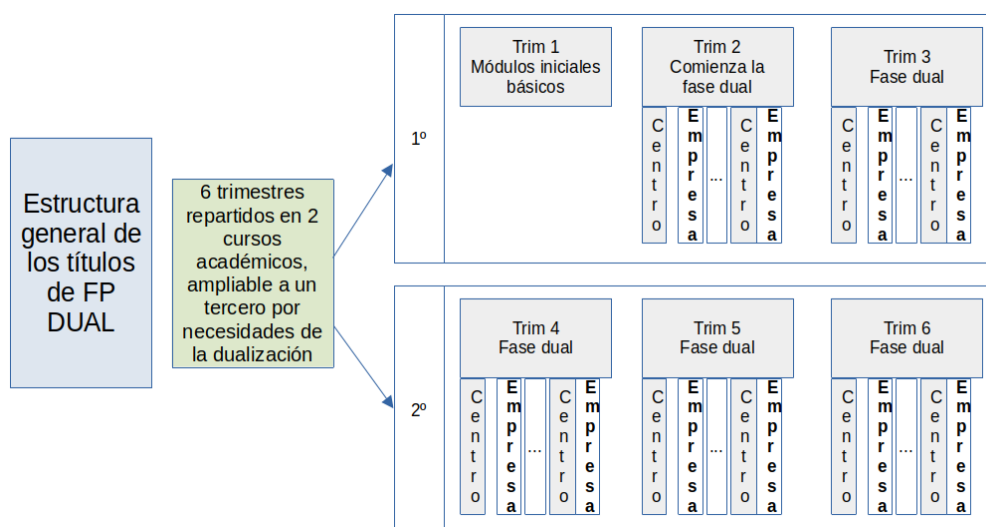 Estructura
general de
los títulos
de FP
DUAL
6 trimestres
repartidos en 2
cursos
académicos,
ampliable a un
tercero por
necesidades de
la dualización
1º
Trim 1
Módulos iniciales
básicos
Trim 2
Comienza la
fase dual
Centro
Empresa
...
Centro
Empresa
Trim 3
Fase dual
Centro
Empresa
...
Centro
Empresa
2º
Trim 4
Fase dual
Centro
Empresa
...
Centro
Empresa
Trim 5
Fase dual
Centro
Empresa
...
Centro
Empresa
Trim 6
Fase dual
Centro
Empresa
...
Centro
Empresa